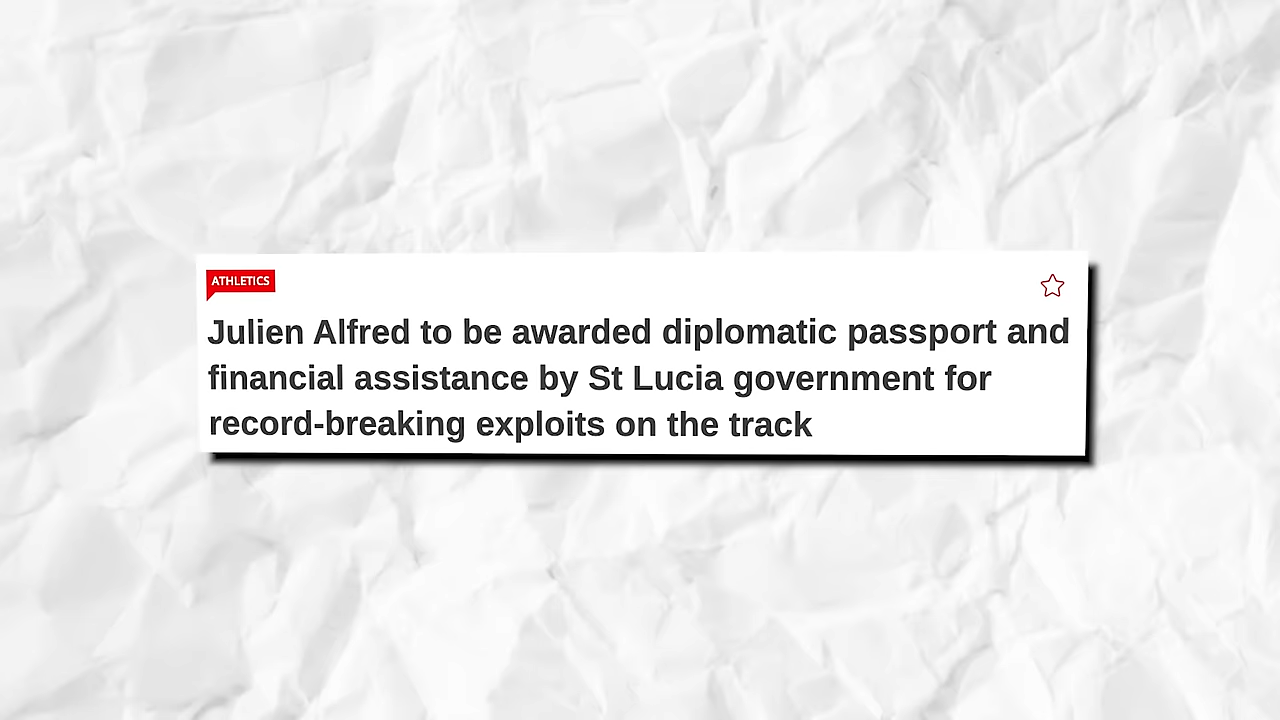 ATHLETICS
Julien Alfred to be awarded diplomatic passport and
financial assistance by St Lucia government for
record-breaking exploits on the track